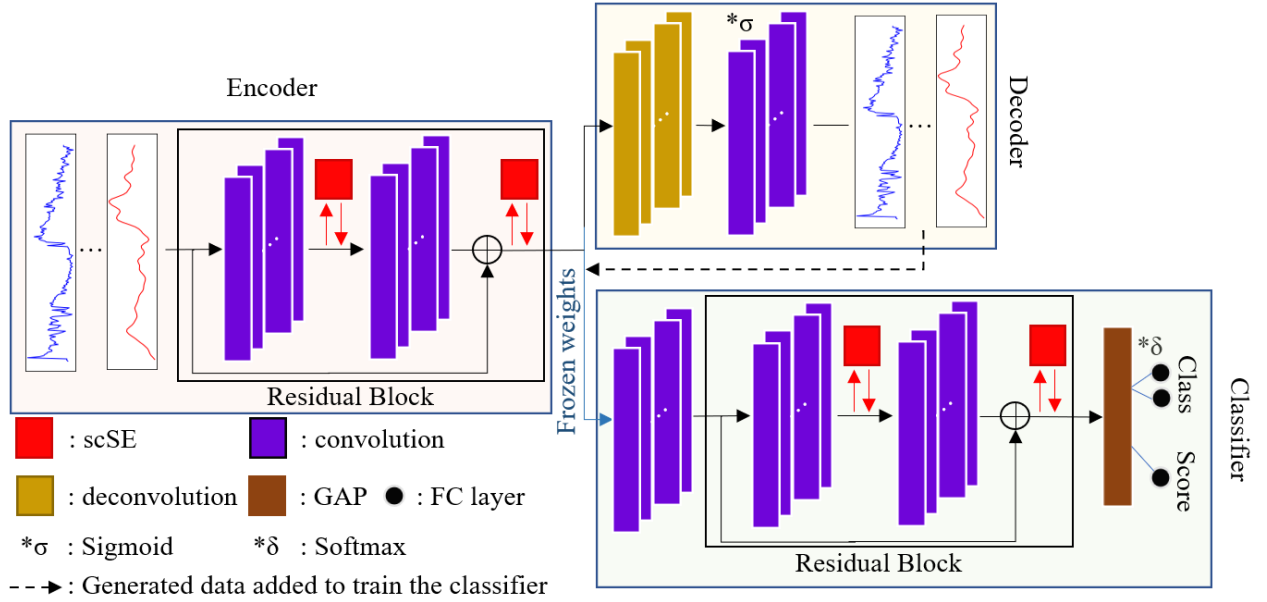 Encoder
*σ
Decoder
Residual Block
Frozen weights
*δ
Class
Score
Classifier
Residual Block
: scSE
: convolution
: deconvolution
: GAP
: FC layer
*σ : Sigmoid
*δ : Softmax
: Generated data added to train the classifier